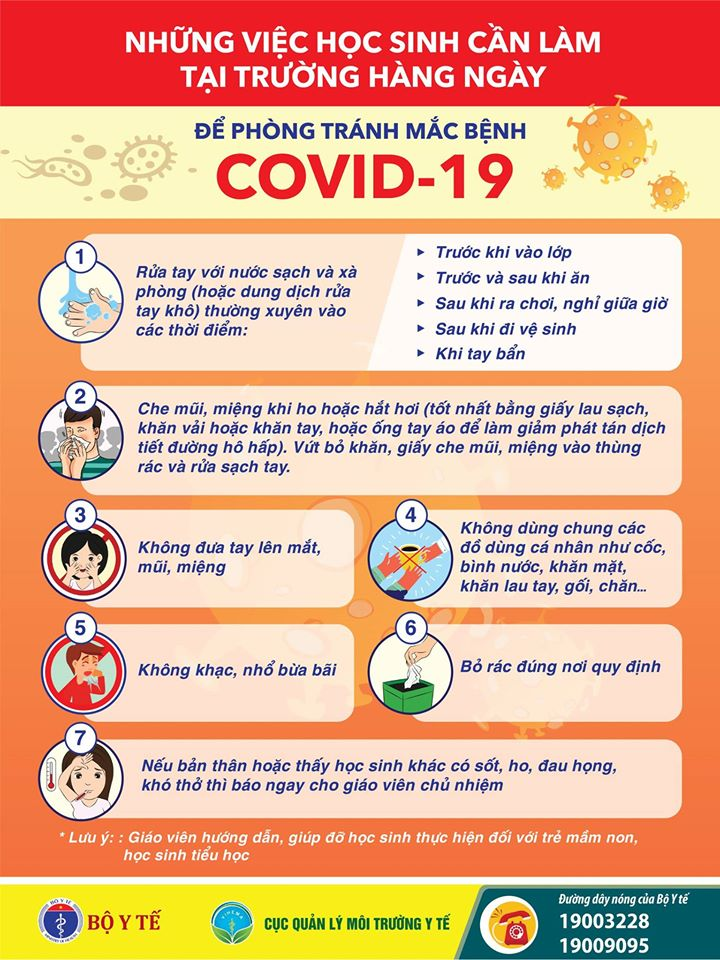 NHỮNG VIỆC HỌC SINH CẦN LÀM
TẠI TRƯỜNG HÀNG NGÀY
ĐỂ PHÒNG TRÁNH MẮC BỆNH
COVID-19
1
Rửa tay với nước sạch và xà
phòng (hoặc dung dịch rửa
tay khô) thường xuyên vào
các thời điểm:
Trước khi vào lớp
Trước và sau khi ăn
Sau khi ra chơi, nghỉ giữa giờ
Sau khi đi vệ sinh
Khi tay bẩn
2
Che mũi, miệng khi ho hoặc hắt hơi (tốt nhất bằng giấy lau sạch,
khăn vải hoặc khăn tay, hoặc ống tay áo để làm giảm phát tán dịch
tiết đường hô hấp). Vứt bỏ khăn, giấy che mũi, miệng vào thùng
rác và rửa sạch tay.
3
Không đưa tay lên mắt,
mũi, miệng
4
Không dùng chung các
đồ dùng cá nhân như cốc,
bình nước, khăn mặt,
khăn lau tay, gối, chăn...
5
Không khạc, nhổ bừa bãi
6
Bỏ rác đúng nơi quy định
7
Nếu bản thân hoặc thấy học sinh khác có sốt, ho, đau họng,
khó thở thì báo ngay cho giáo viên chủ nhiệm
* Lưu ý: : Giáo viên hướng dẫn, giúp đỡ học sinh thực hiện đối với trẻ mầm non,
học sinh tiểu học
BỘ Y TẾ
MINISTRY OF HEALTH
BỘ Y TẾ
VIHEMA
CỤC QUẢN LÝ MÔI TRƯỜNG Y TẾ
Đường dây nóng của Bộ Y tế
19003228
19009095